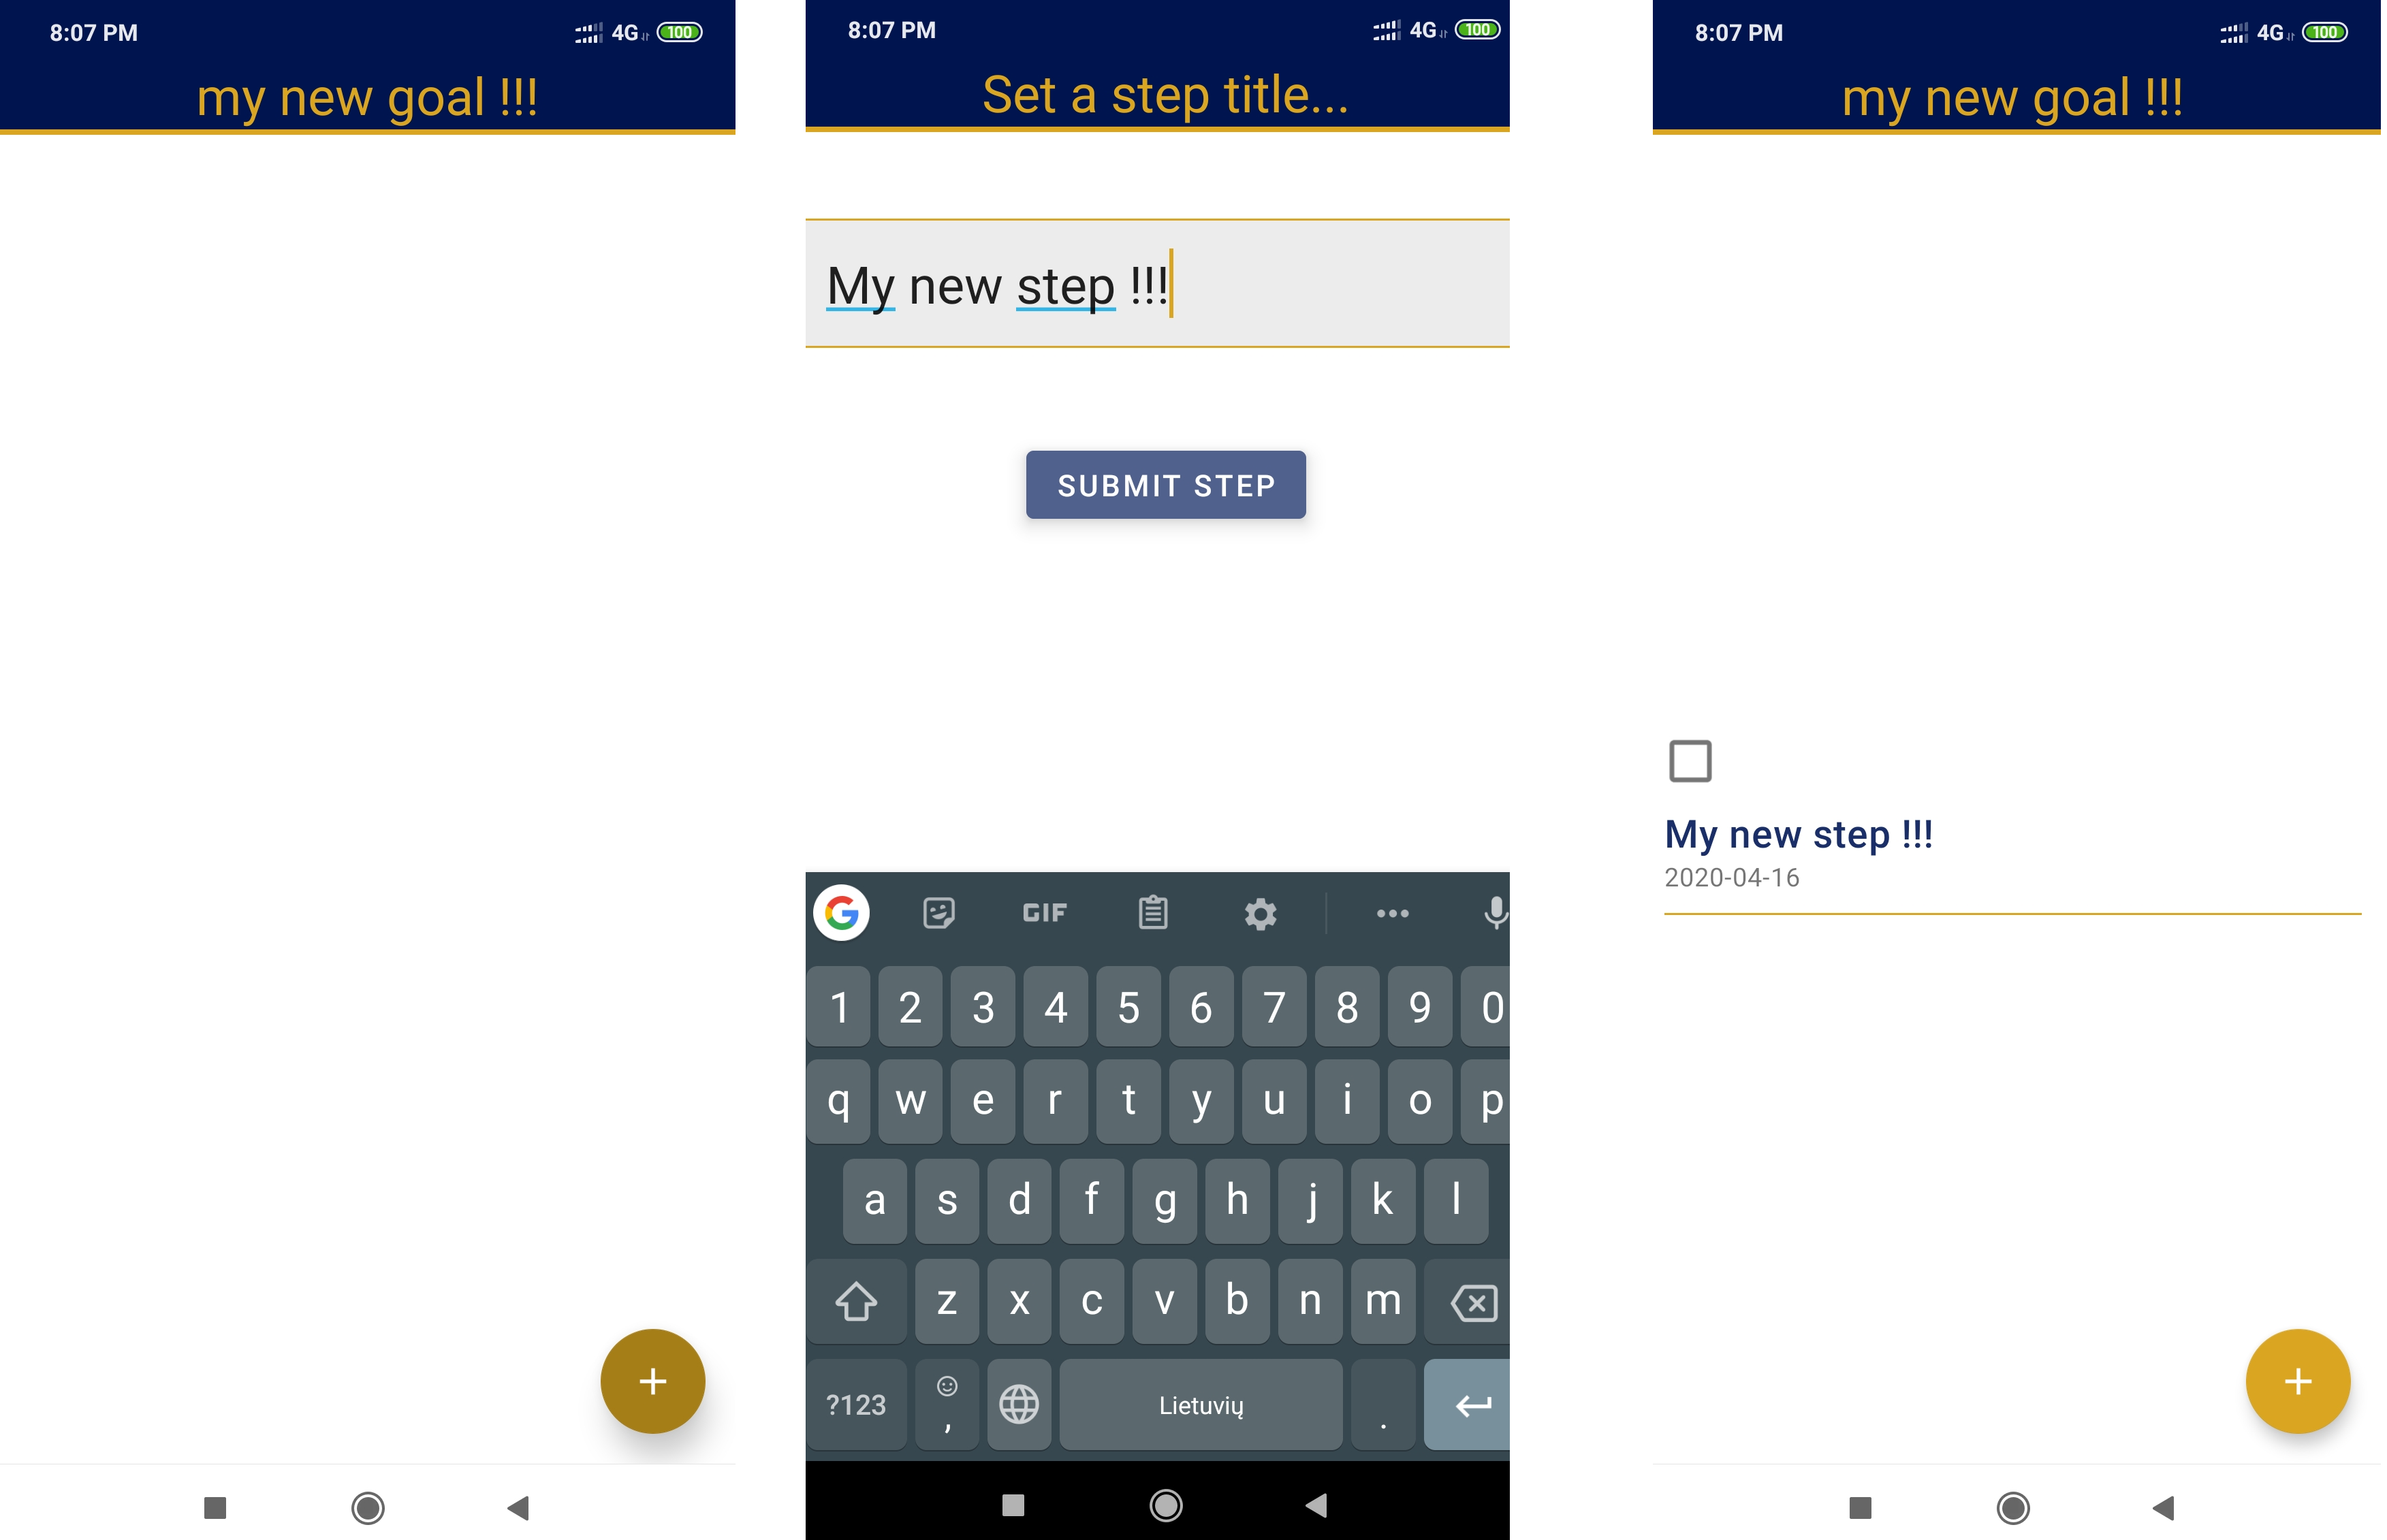 8:07 PM 4G 100
my new goal !!!
8:07 PM 4G 100
Set a step title...
My new step !!!
SUBMIT STEP
G GIF
1 2 3 4 5 6 7 8 9 0
q w e r t y u i o p
a s d f g h j k l
z x c v b n m
?123 , Lietuvių .
8:07 PM 4G 100
my new goal !!!
My new step !!!
2020-04-16